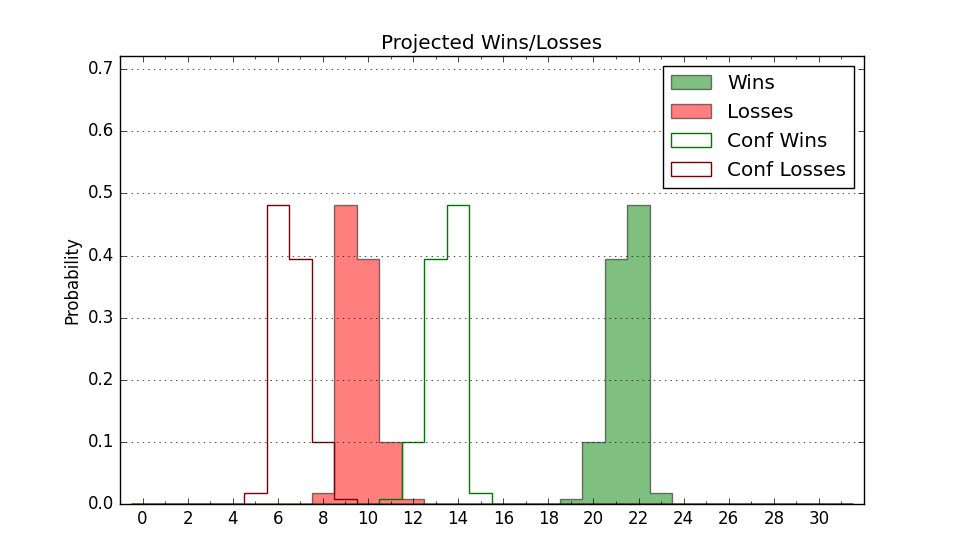 Projected Wins/Losses
0.7
0.6
0.5
0.4
0.3
0.2
0.1
0.0
Probability
Wins
Losses
Conf Wins
Conf Losses
0 2 4 6 8 10 12 14 16 18 20 22 24 26 28 30